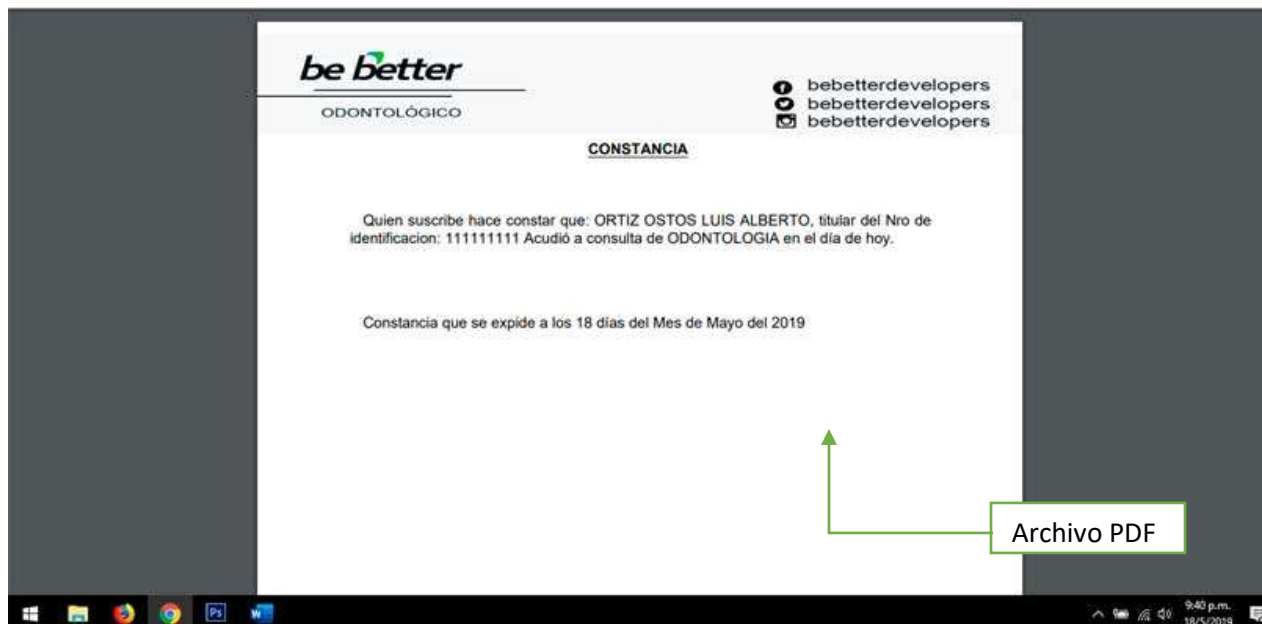 be better
ODONTOLÓGICO
bebetterdevelopers
bebetterdevelopers
bebetterdevelopers
CONSTANCIA
Quien suscribe hace constar que: ORTIZ OSTOS LUIS ALBERTO, titular del Nro de
identificacion: 111111111 Acudió a consulta de ODONTOLOGIA en el día de hoy.
Constancia que se expide a los 18 días del Mes de Mayo del 2019
Archivo PDF
Ps
W
9:40 p.m.
18/5/2019